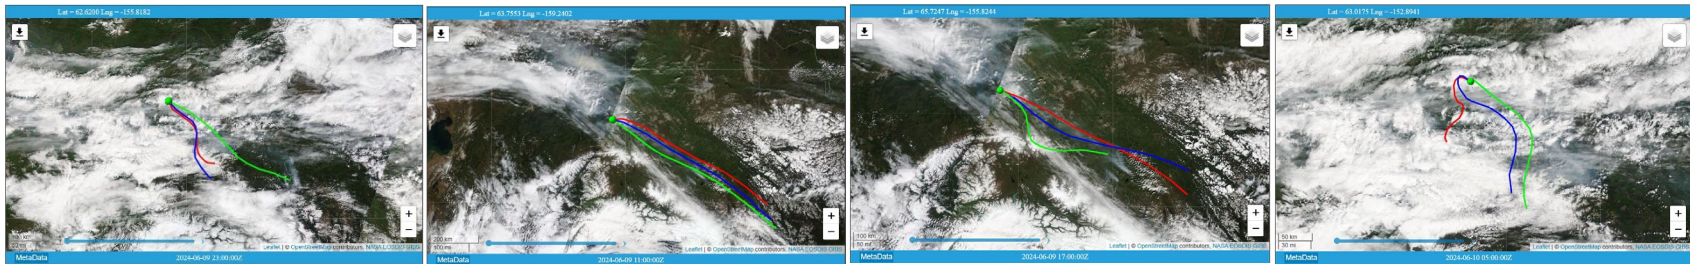 Lat = 62.6200 Lng = -155.8182
+
−
Leaflet | © OpenStreetMap contributors, NASA EOSDIS GIBS
MetaData
2024-06-09 23:00:00Z
Lat = 63.7553 Lng = -159.2402
+
−
200 km
100 mi
Leaflet | © OpenStreetMap contributors, NASA EOSDIS GIBS
MetaData
2024-06-09 11:00:00Z
Lat = 65.7247 Lng = -155.8244
+
−
100 km
50 mi
Leaflet | © OpenStreetMap contributors, NASA EOSDIS GIBS
MetaData
2024-06-09 17:00:00Z
Lat = 63.0175 Lng = -152.8941
+
−
50 km
30 mi
Leaflet | © OpenStreetMap contributors, NASA EOSDIS GIBS
MetaData
2024-06-10 05:00:00Z